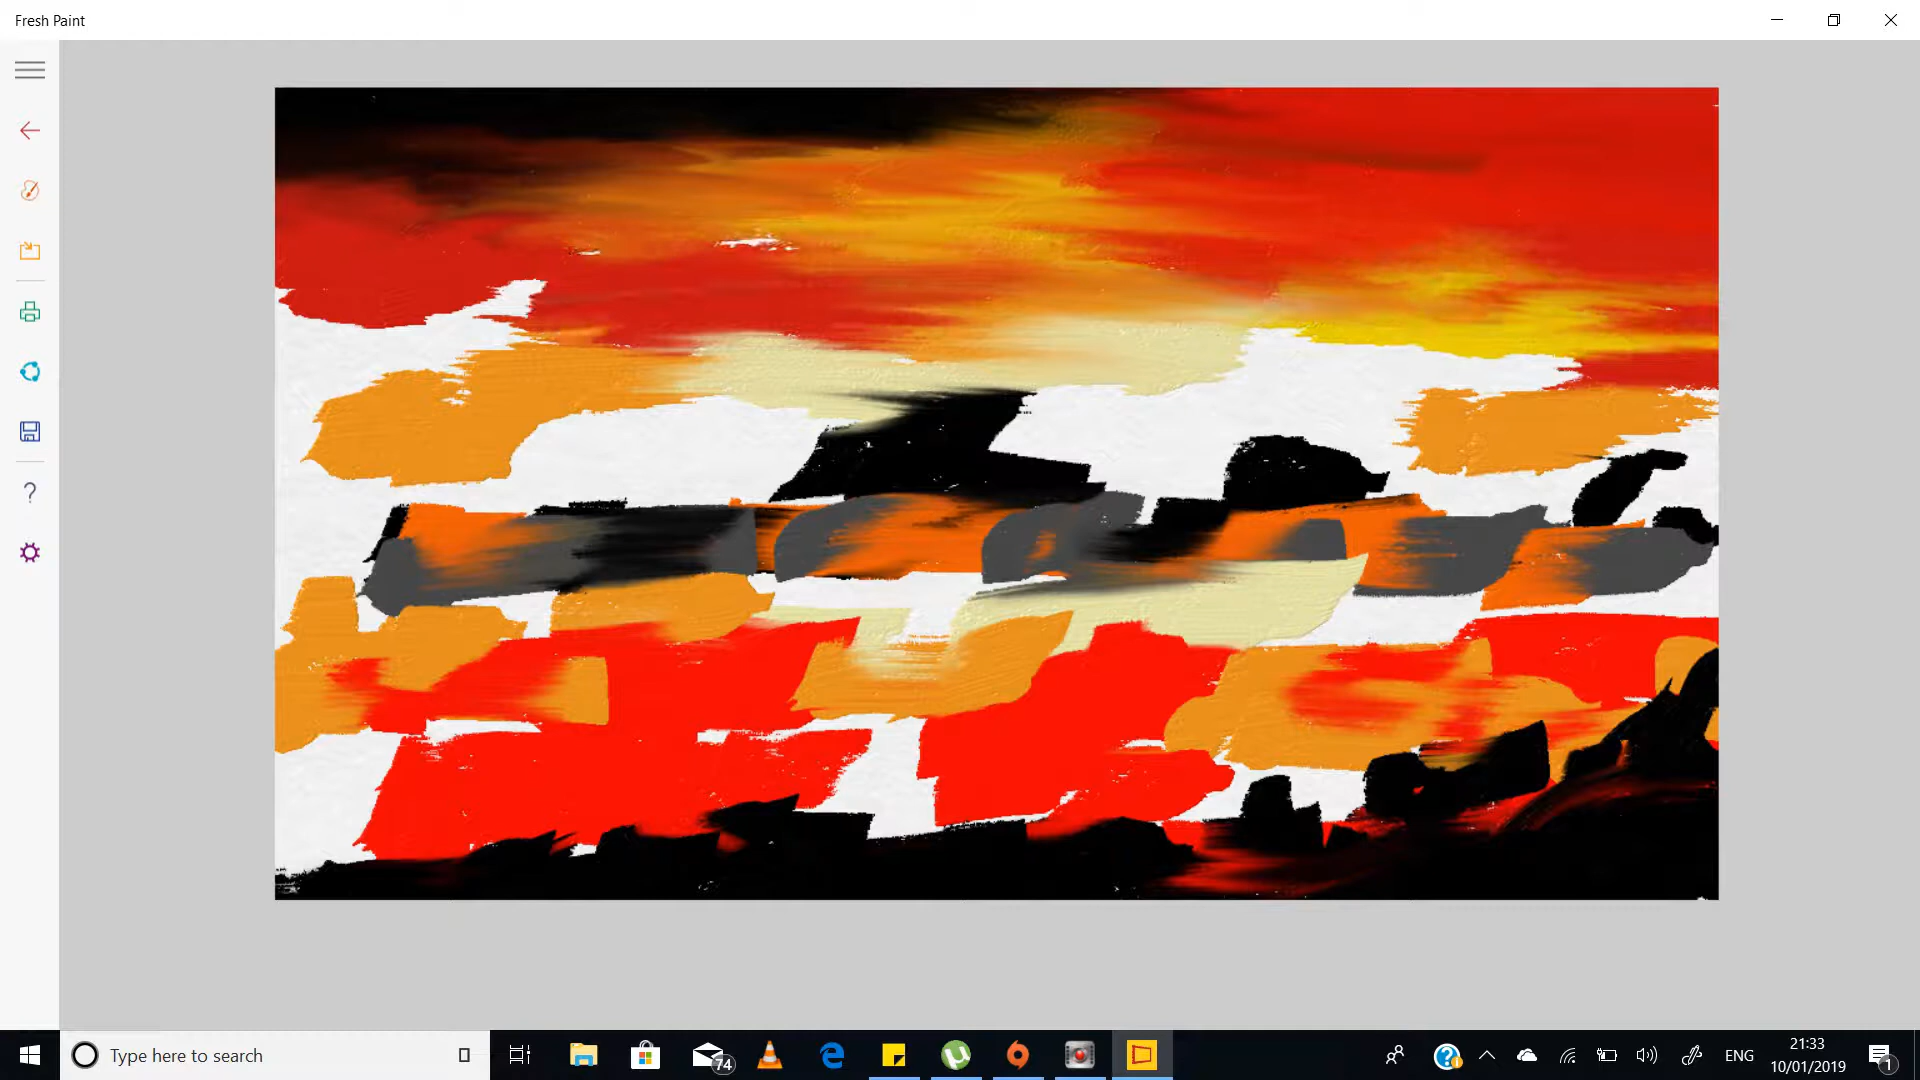 Fresh Paint
Type here to search
74
ENG
21:33
10/01/2019
1